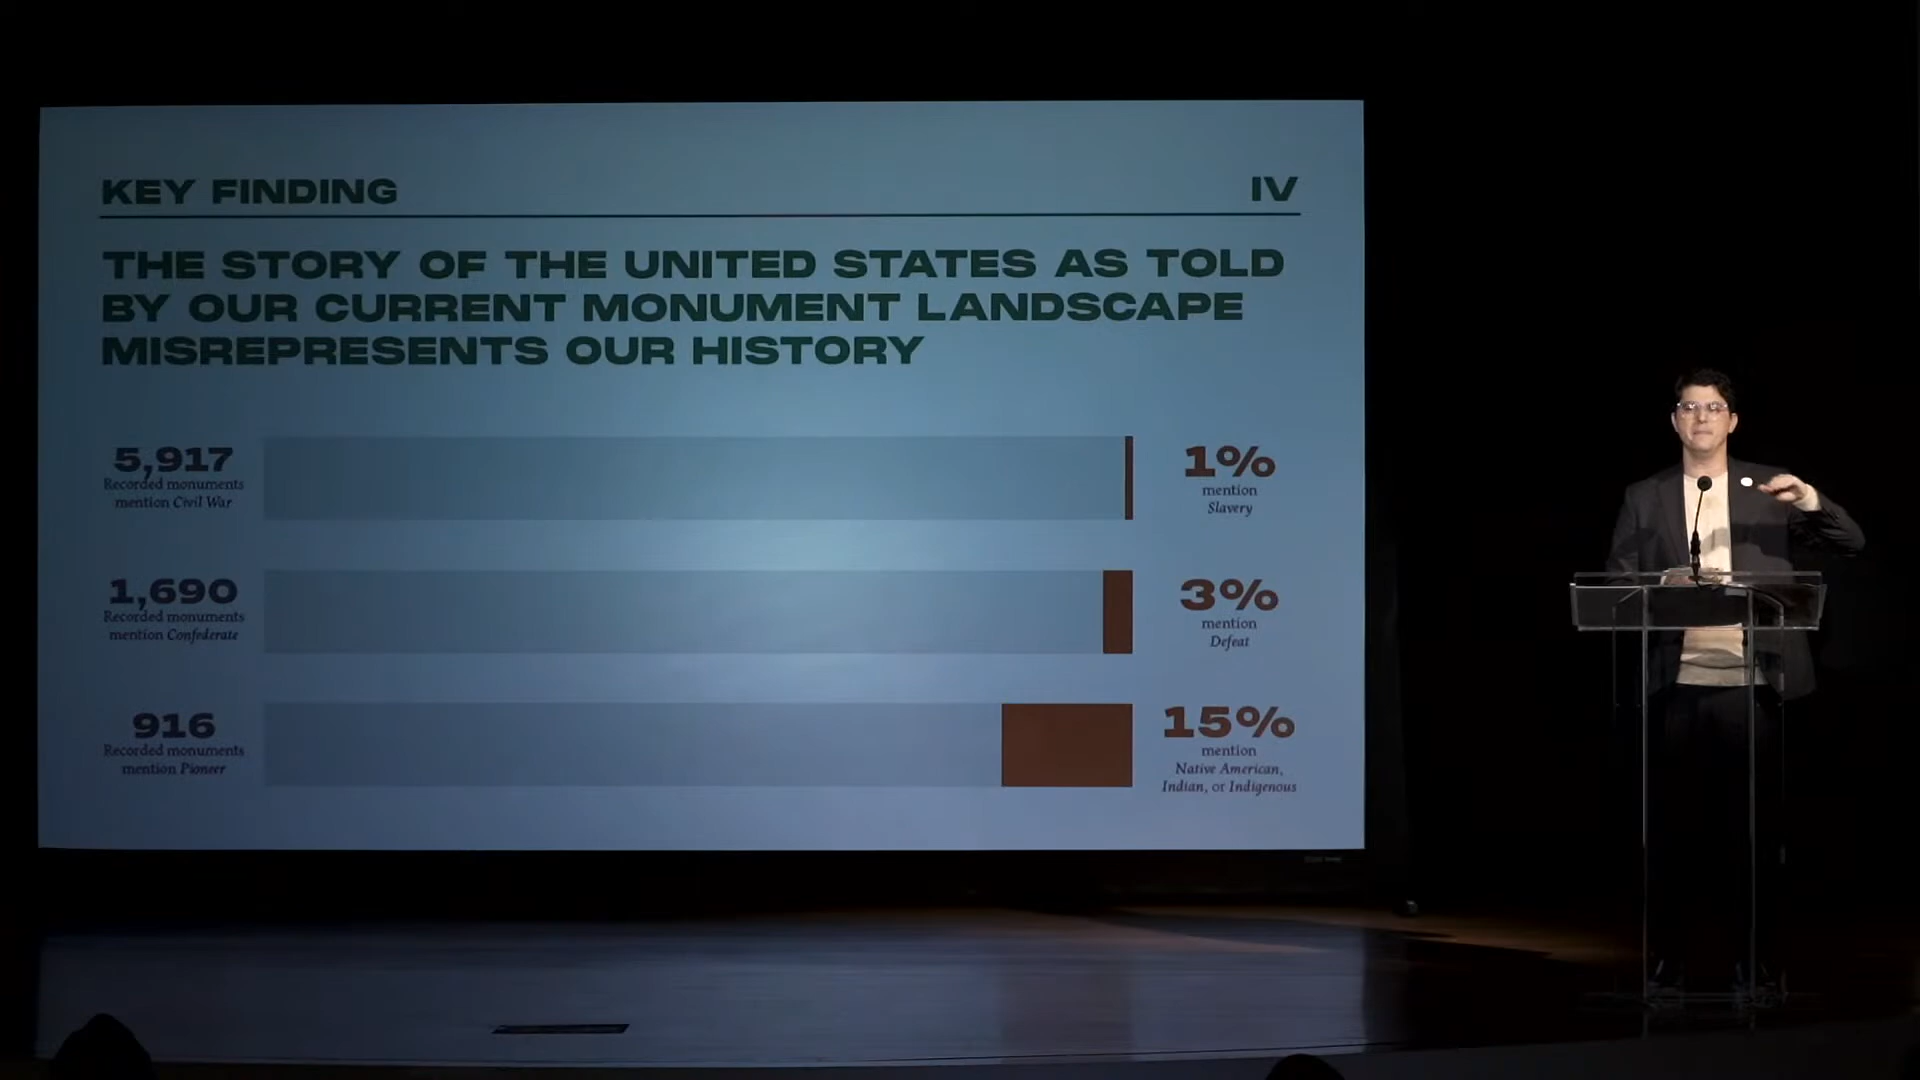 KEY FINDING
IV
THE STORY OF THE UNITED STATES AS TOLD
BY OUR CURRENT MONUMENT LANDSCAPE
MISREPRESENTS OUR HISTORY
5,917
Recorded monuments
mention Civil War
1%
mention
Slavery
1,690
Recorded monuments
mention Confederate
3%
mention
Defeat
916
Recorded monuments
mention Pioneer
15%
mention
Native American,
Indian, or Indigenous